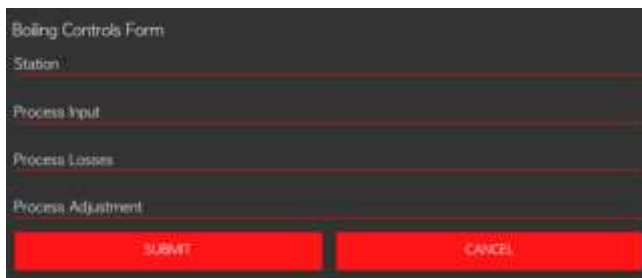 Boiling Controls Form
Station
Process Input
Process Losses
Process Adjustment
SUBMIT
CANCEL